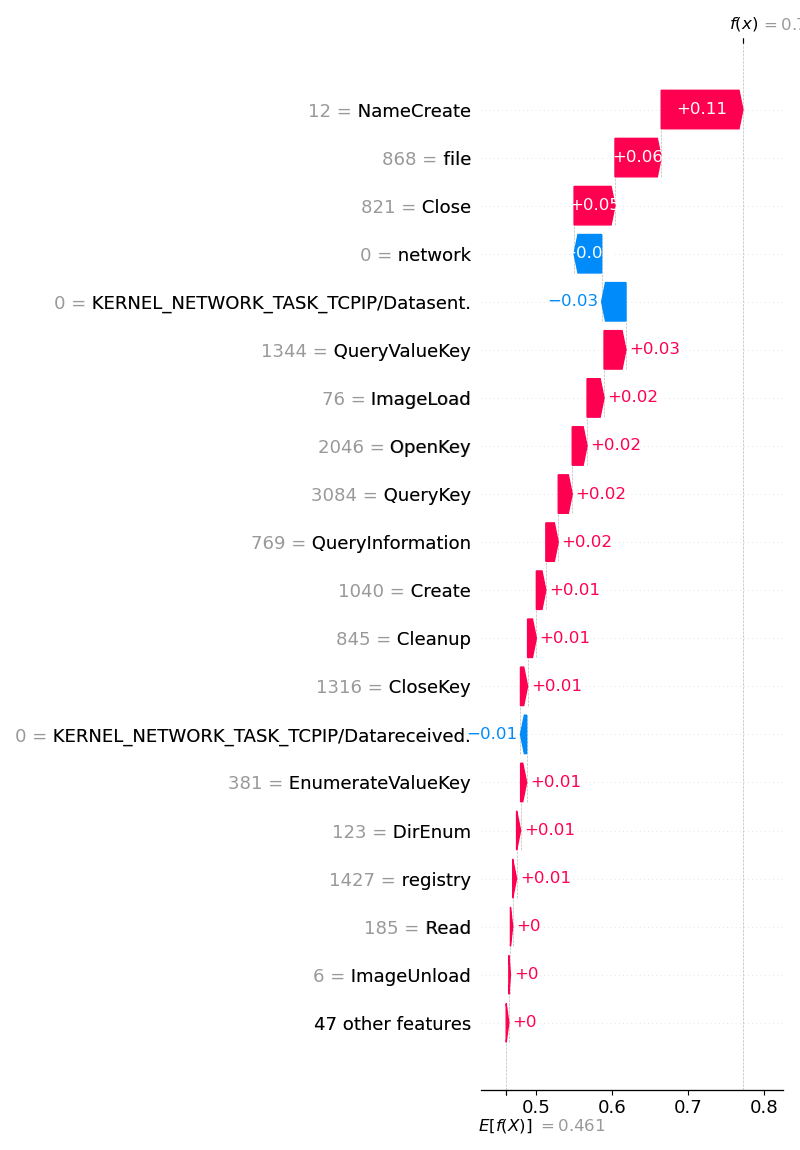 f(x) = 0.7
12 = NameCreate +0.11
868 = file +0.06
821 = Close +0.05
0 = network −0.0
0 = KERNEL_NETWORK_TASK_TCPIP/Datasent. −0.03
1344 = QueryValueKey +0.03
76 = ImageLoad +0.02
2046 = OpenKey +0.02
3084 = QueryKey +0.02
769 = QueryInformation +0.02
1040 = Create +0.01
845 = Cleanup +0.01
1316 = CloseKey +0.01
0 = KERNEL_NETWORK_TASK_TCPIP/Datareceived. −0.01
381 = EnumerateValueKey +0.01
123 = DirEnum +0.01
1427 = registry +0.01
185 = Read +0
6 = ImageUnload +0
47 other features +0
0.5 0.6 0.7 0.8
E[f(X)] = 0.461